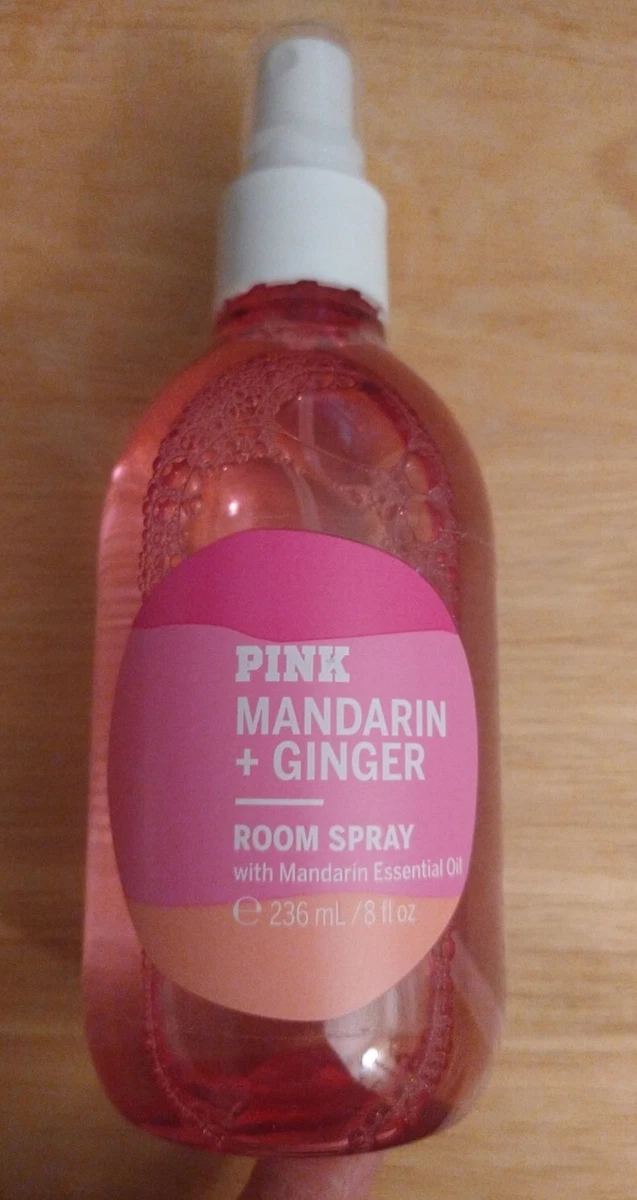 PINK
MANDARIN
+ GINGER
ROOM SPRAY
with Mandarin Essential Oil
℮ 236 mL / 8 fl oz